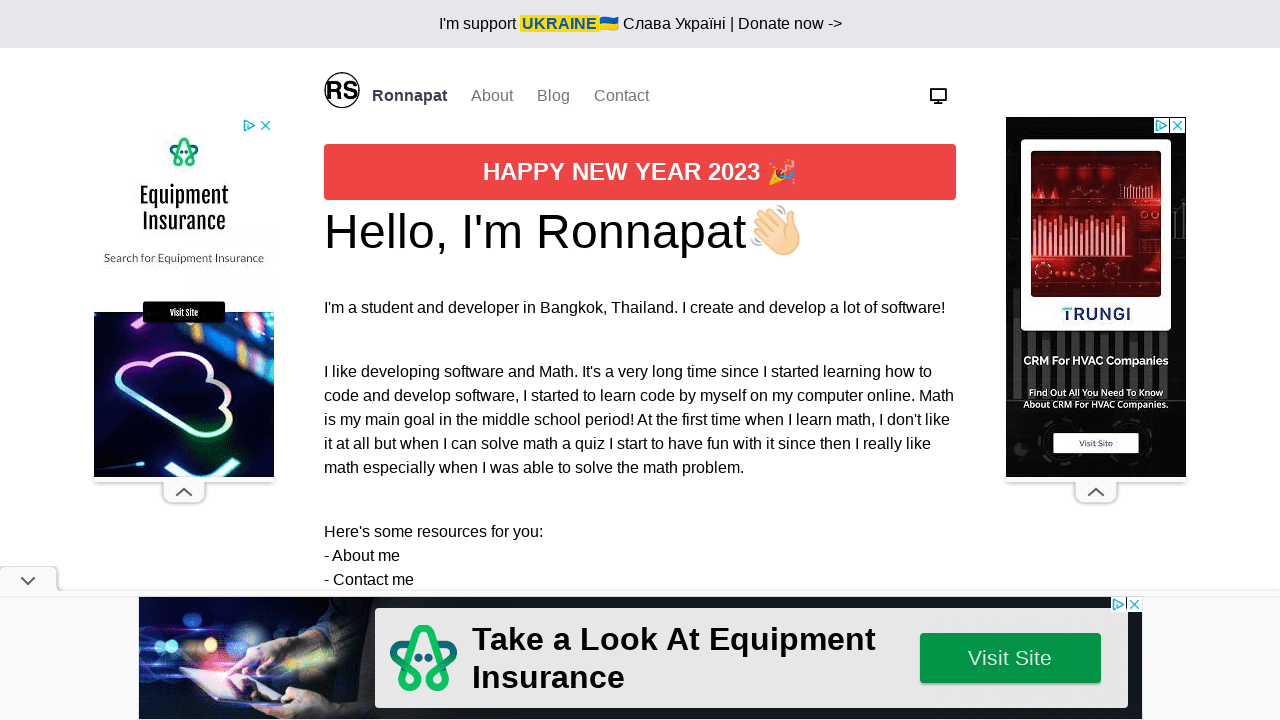 I'm support UKRAINE🇺🇦 Слава Україні | Donate now ->
RS Ronnapat About Blog Contact
HAPPY NEW YEAR 2023 🎉
Hello, I'm Ronnapat👋🏻
I'm a student and developer in Bangkok, Thailand. I create and develop a lot of software!
I like developing software and Math. It's a very long time since I started learning how to
code and develop software, I started to learn code by myself on my computer online. Math
is my main goal in the middle school period! At the first time when I learn math, I don't like
it at all but when I can solve math a quiz I start to have fun with it since then I really like
math especially when I was able to solve the math problem.
Here's some resources for you:
- About me
- Contact me
Equipment
Insurance
Search for Equipment Insurance
Visit Site
TRUNGI
CRM For HVAC Companies
Find Out All You Need To Know
About CRM For HVAC Companies.
Visit Site
Take a Look At Equipment
Insurance
Visit Site